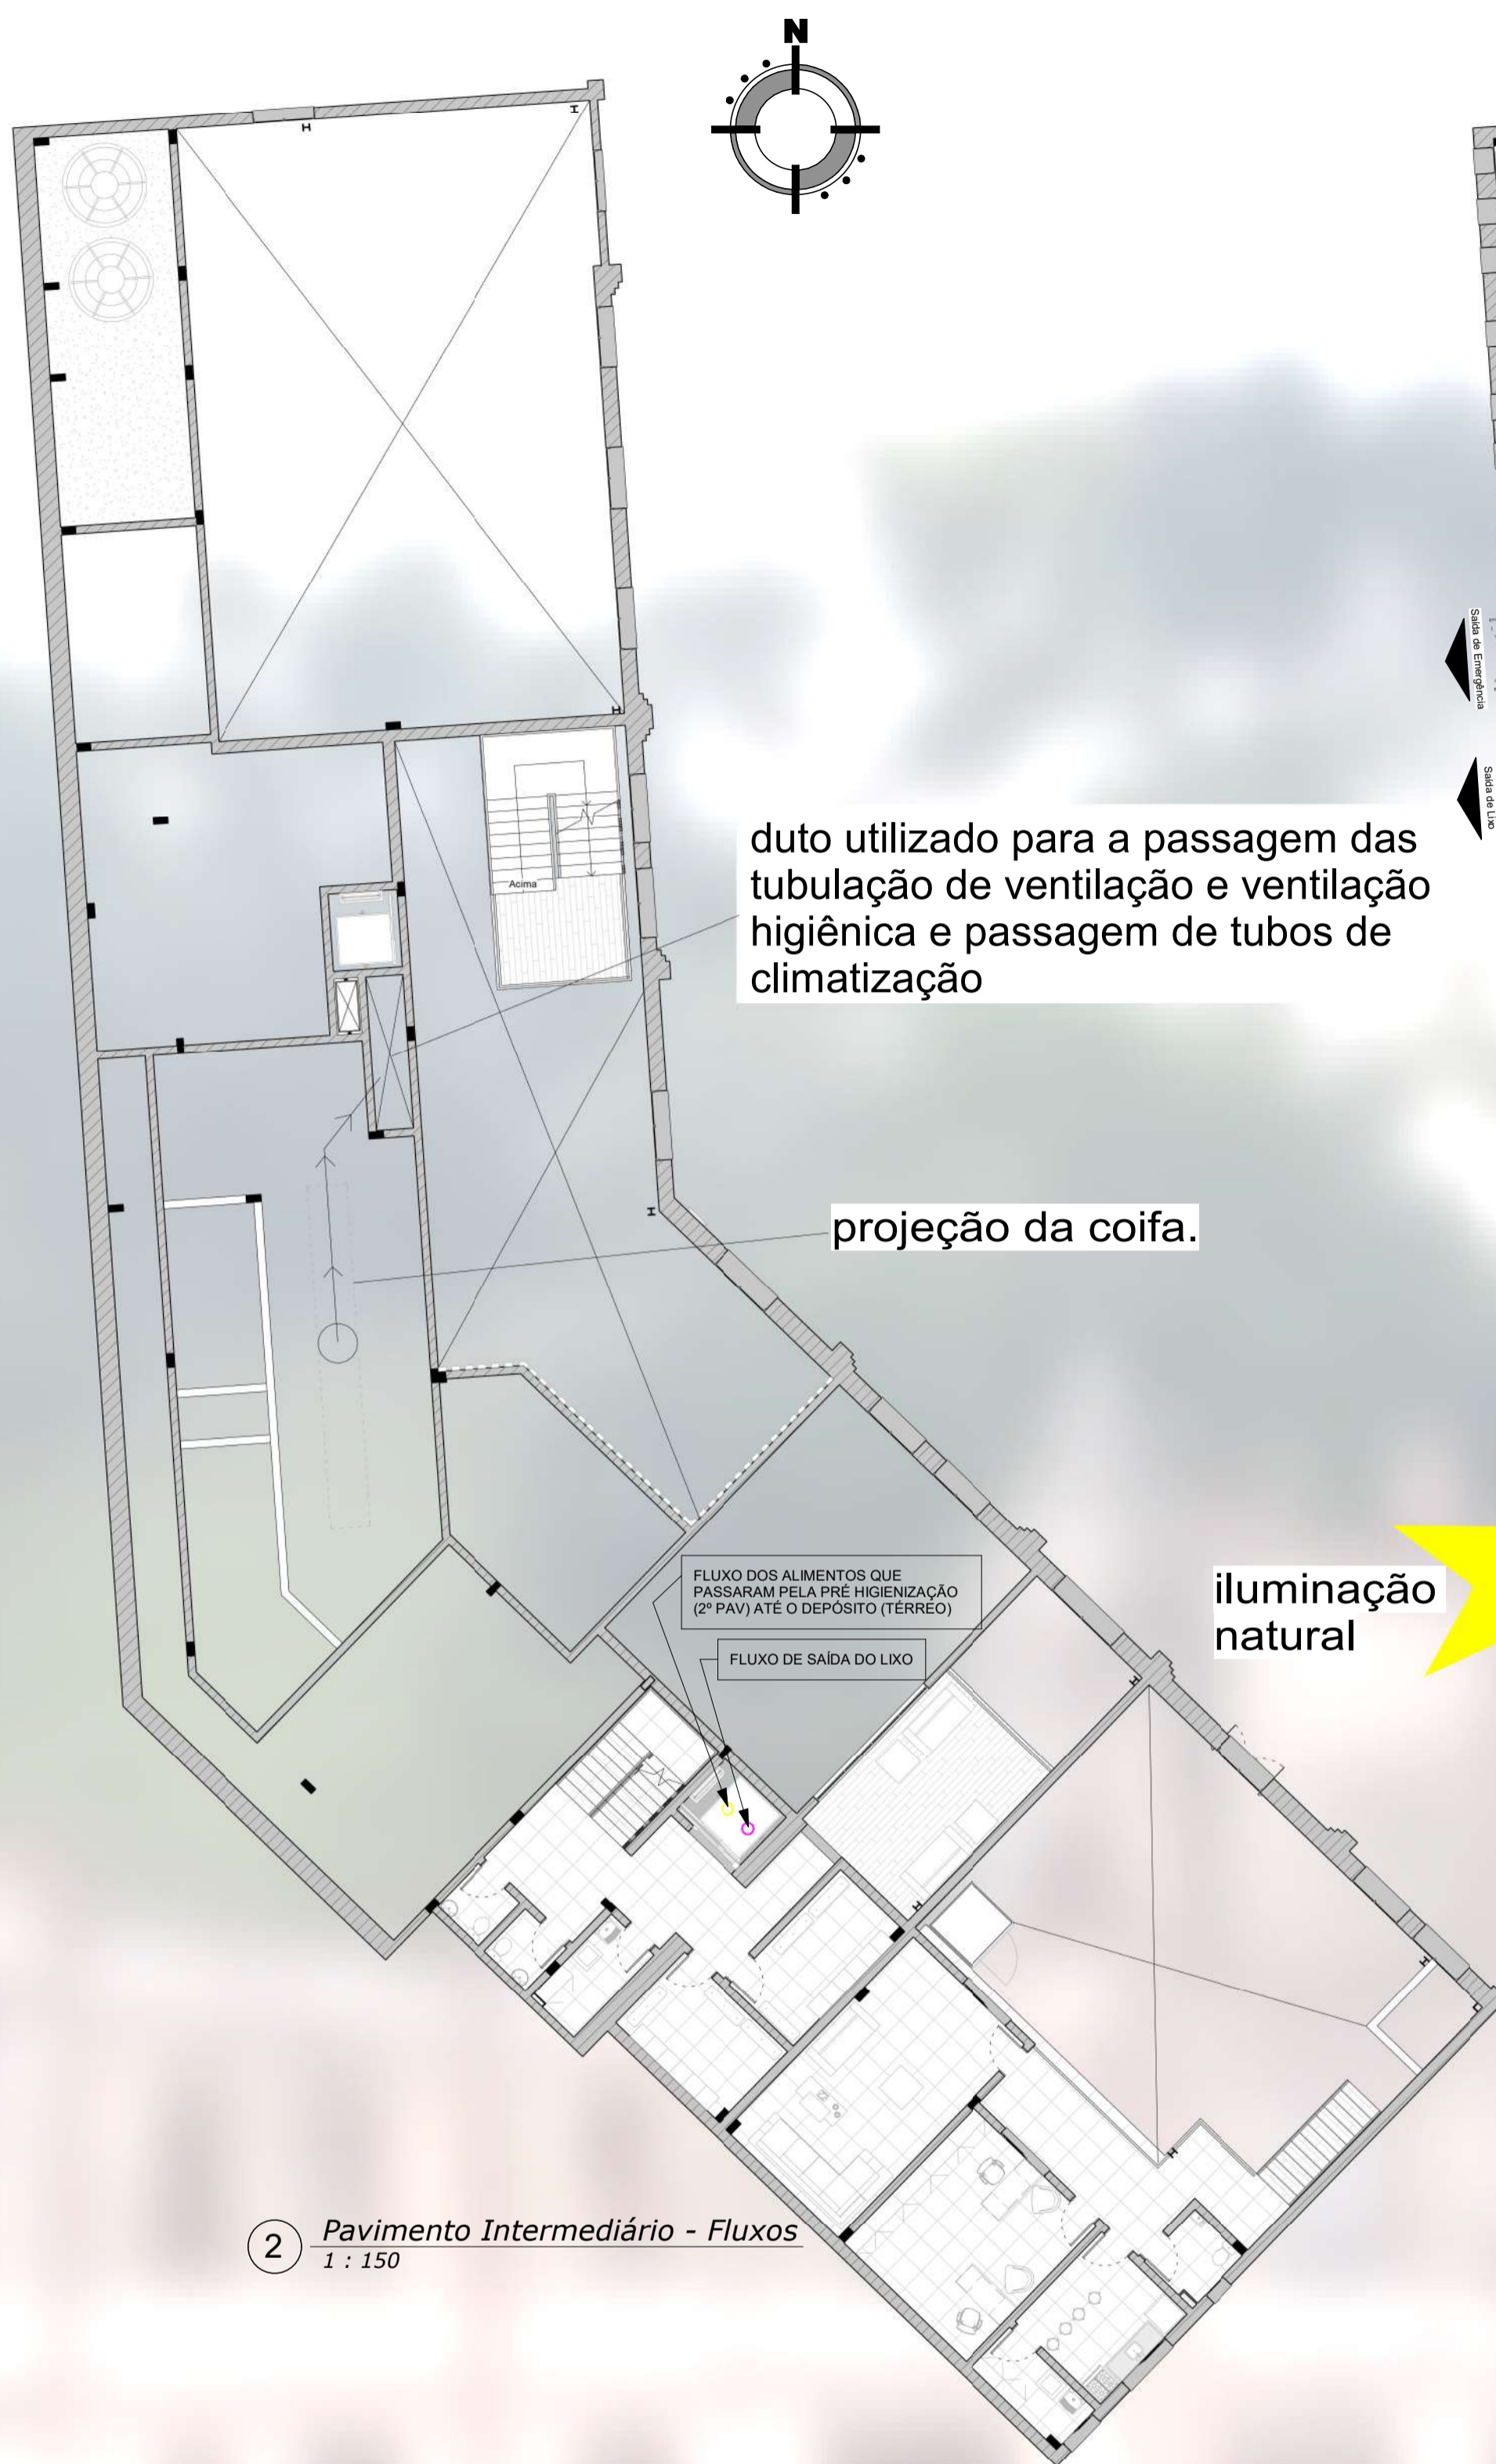 N
Saída de Emergência
Saída de Lixo
duto utilizado para a passagem das
tubulação de ventilação e ventilação
higiênica e passagem de tubos de
climatização
Acima
projeção da coifa.
FLUXO DOS ALIMENTOS QUE
PASSARAM PELA PRÉ HIGIENIZAÇÃO
(2º PAV) ATÉ O DEPÓSITO (TÉRREO)
FLUXO DE SAÍDA DO LIXO
iluminação
natural
2
Pavimento Intermediário - Fluxos
1 : 150